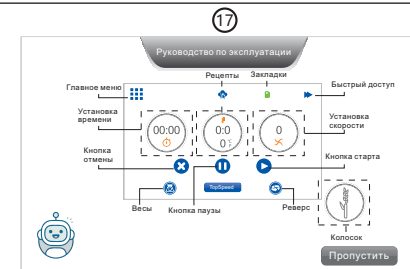 17
Руководство по эксплуатации
Рецепты
Закладки
Главное меню
Быстрый доступ
Установка
времени
00:00
0:0
0
0
Установка
скорости
Кнопка
отмены
Кнопка старта
Весы
Кнопка паузы
TopSpeed
Реверс
Колосок
Пропустить